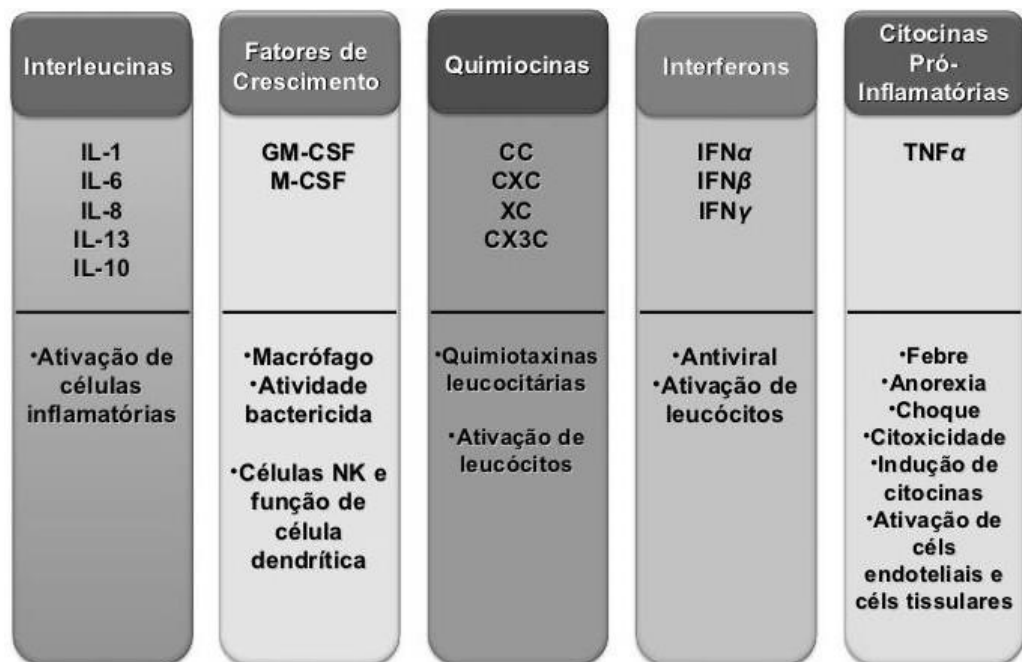 Interleucinas
IL-1
IL-6
IL-8
IL-13
IL-10
•Ativação de
células
inflamatórias
Fatores de
Crescimento
GM-CSF
M-CSF
•Macrófago
•Atividade
bactericida
•Células NK e
função de
célula
dendrítica
Quimiocinas
CC
CXC
XC
CX3C
•Quimiotaxinas
leucocitárias
•Ativação de
leucócitos
Interferons
IFNα
IFNβ
IFNγ
•Antiviral
•Ativação de
leucócitos
Citocinas
Pró-
Inflamatórias
TNFα
•Febre
•Anorexia
•Choque
•Citoxicidade
•Indução de
citocinas
•Ativação de
céls
endoteliais e
céls tissulares